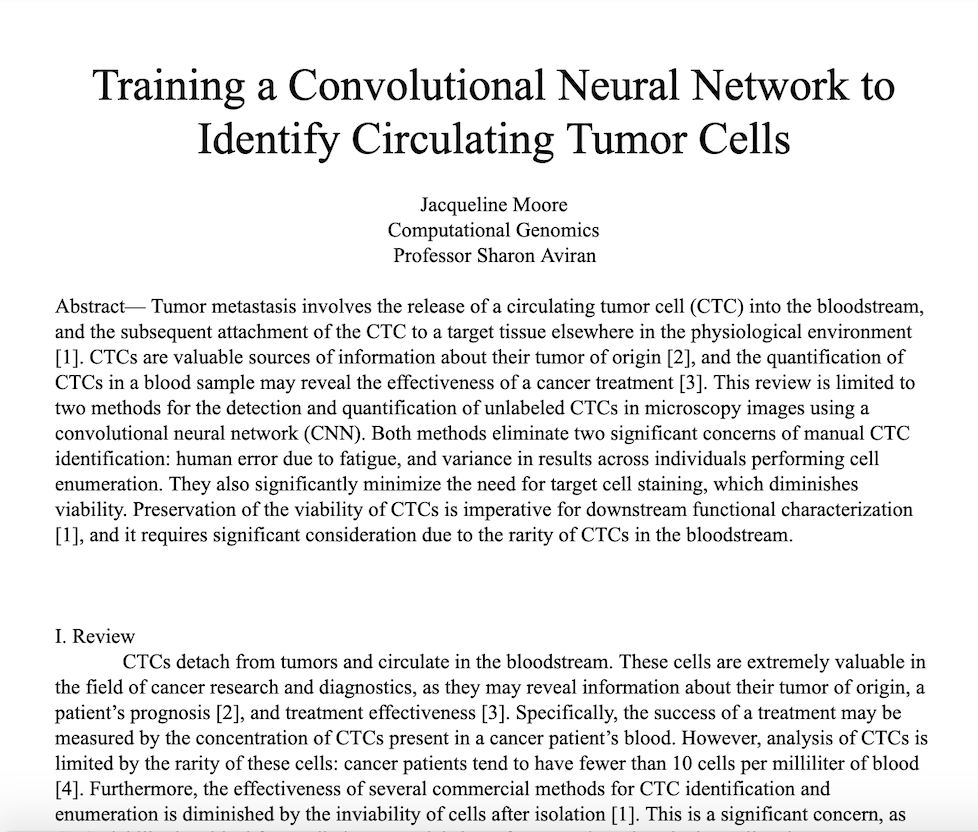 Training a Convolutional Neural Network to
Identify Circulating Tumor Cells
Jacqueline Moore
Computational Genomics
Professor Sharon Aviran
Abstract— Tumor metastasis involves the release of a circulating tumor cell (CTC) into the bloodstream,
and the subsequent attachment of the CTC to a target tissue elsewhere in the physiological environment
[1]. CTCs are valuable sources of information about their tumor of origin [2], and the quantification of
CTCs in a blood sample may reveal the effectiveness of a cancer treatment [3]. This review is limited to
two methods for the detection and quantification of unlabeled CTCs in microscopy images using a
convolutional neural network (CNN). Both methods eliminate two significant concerns of manual CTC
identification: human error due to fatigue, and variance in results across individuals performing cell
enumeration. They also significantly minimize the need for target cell staining, which diminishes
viability. Preservation of the viability of CTCs is imperative for downstream functional characterization
[1], and it requires significant consideration due to the rarity of CTCs in the bloodstream.
I. Review
CTCs detach from tumors and circulate in the bloodstream. These cells are extremely valuable in
the field of cancer research and diagnostics, as they may reveal information about their tumor of origin, a
patient’s prognosis [2], and treatment effectiveness [3]. Specifically, the success of a treatment may be
measured by the concentration of CTCs present in a cancer patient’s blood. However, analysis of CTCs is
limited by the rarity of these cells: cancer patients tend to have fewer than 10 cells per milliliter of blood
[4]. Furthermore, the effectiveness of several commercial methods for CTC identification and
enumeration is diminished by the inviability of cells after isolation [1]. This is a significant concern, as